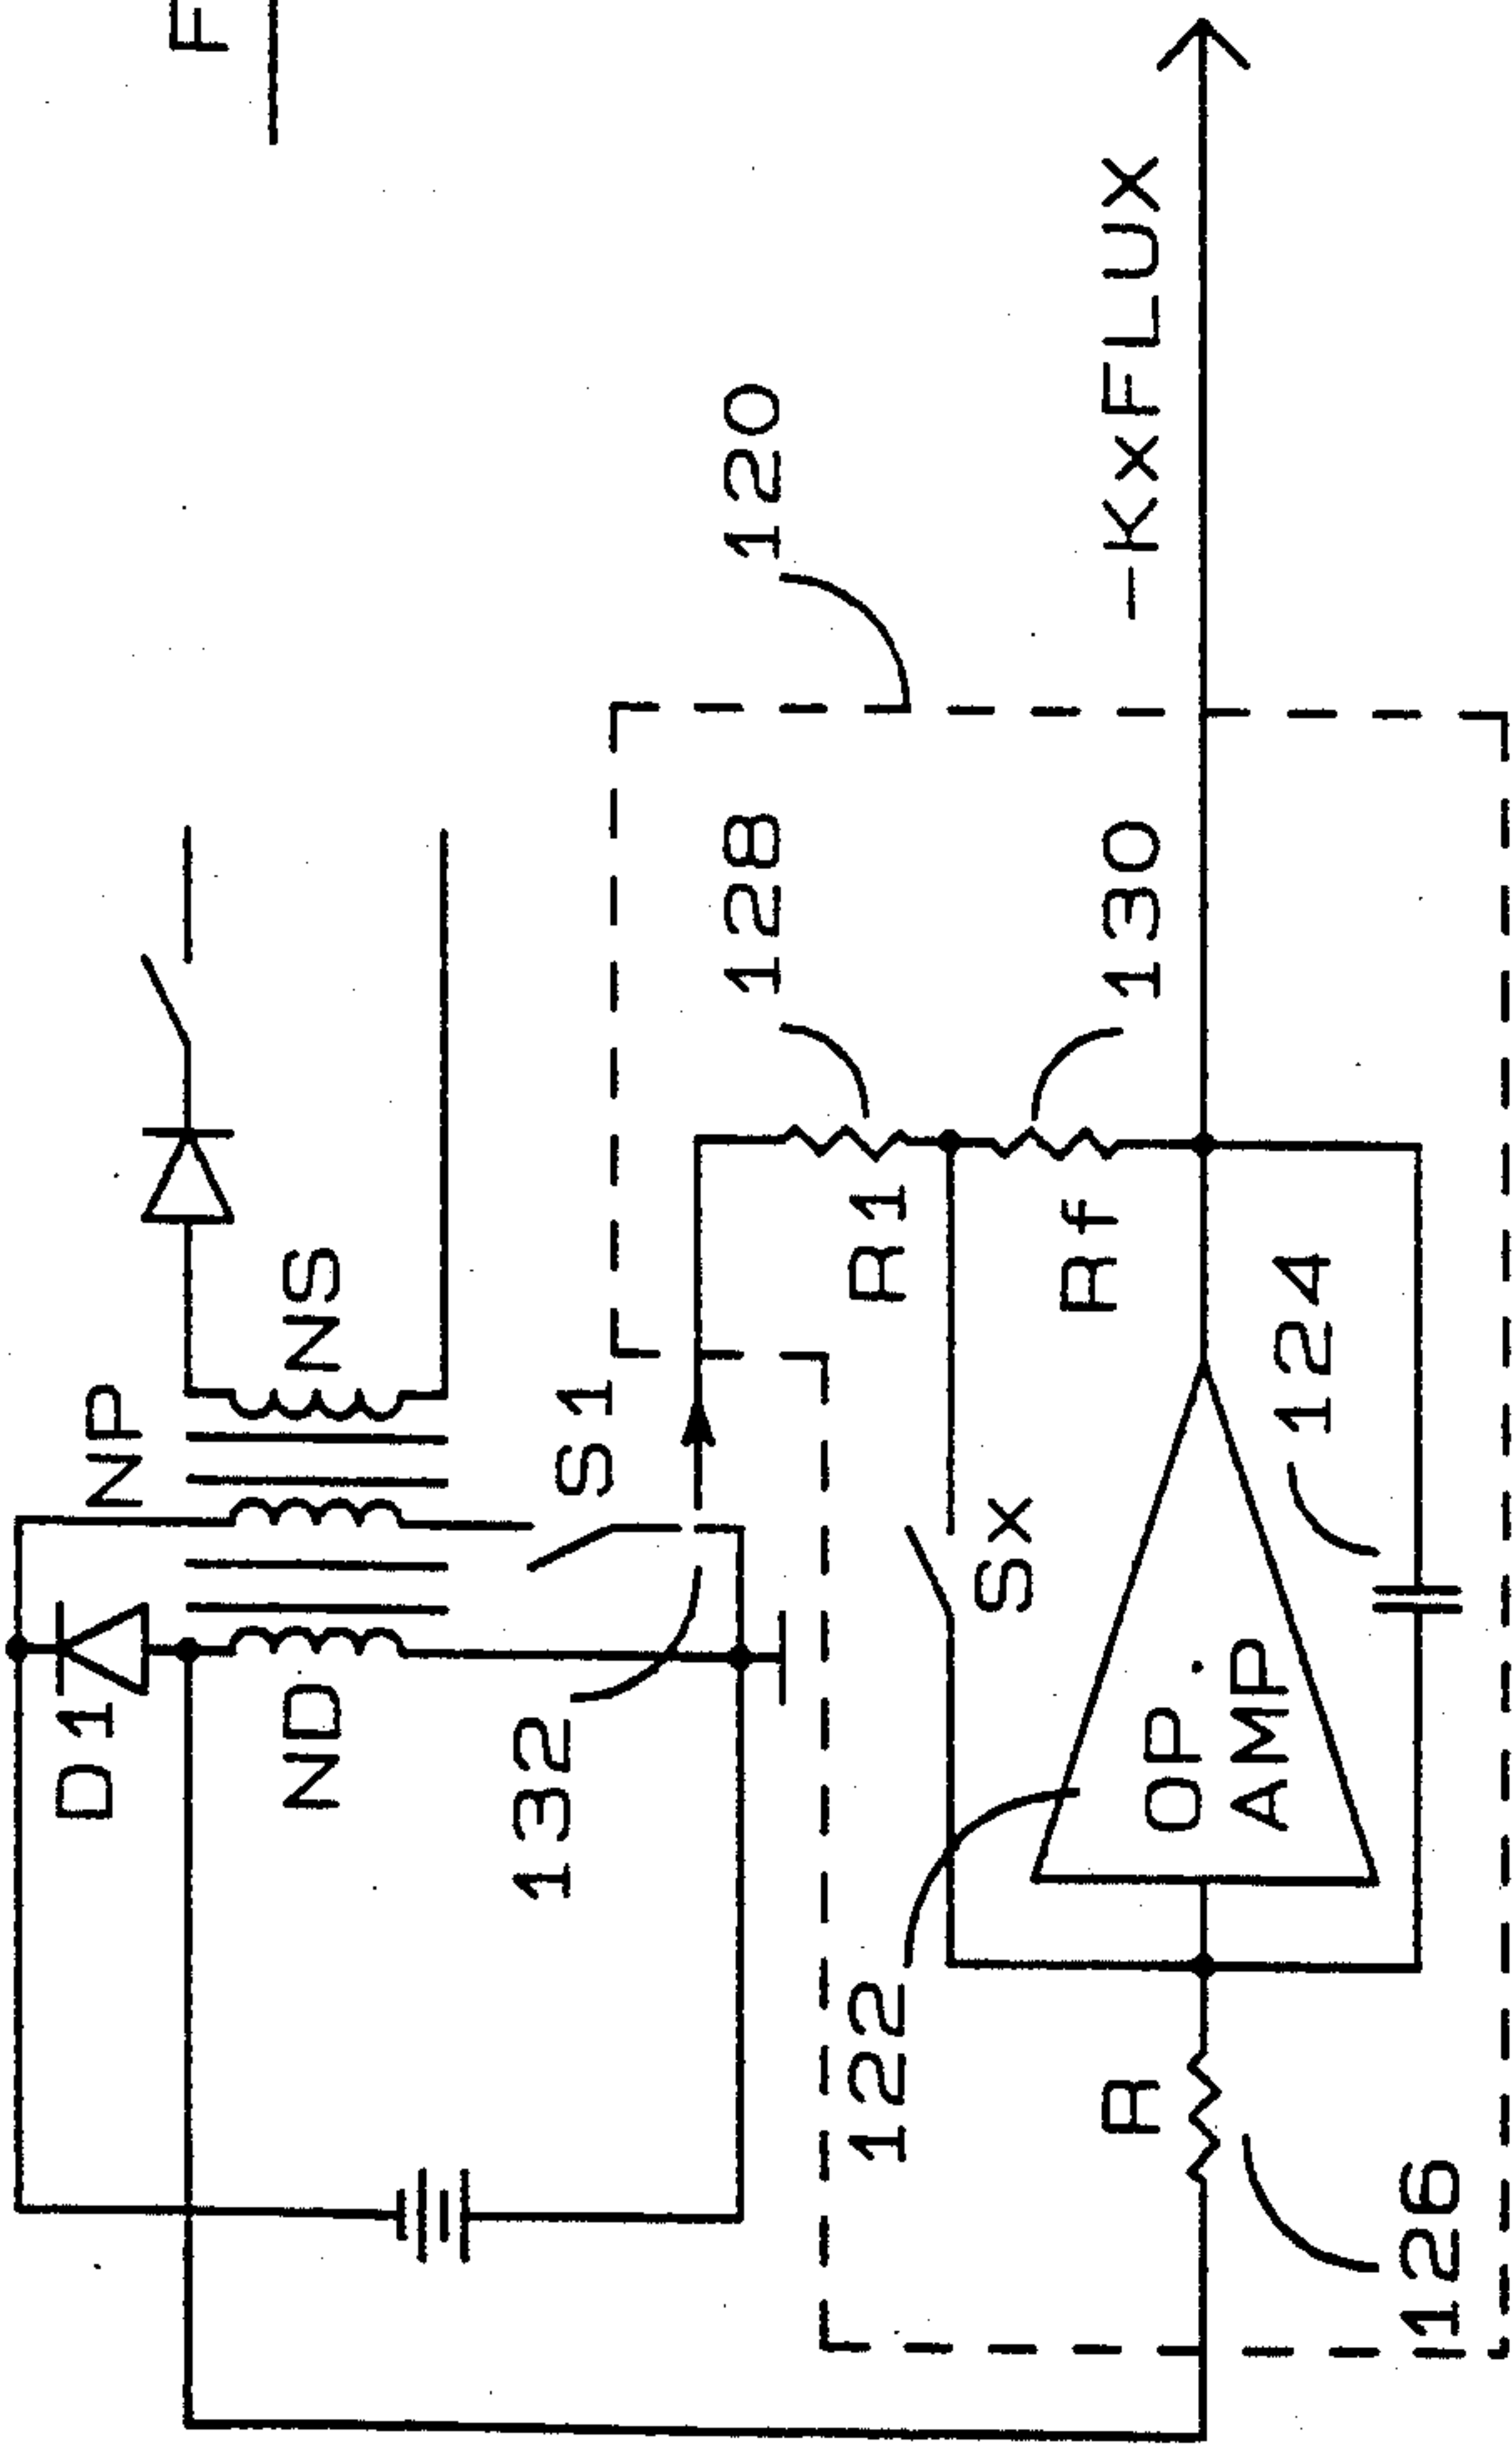 F
D1
NP
ND
NS
132
S1
128
120
122
R1
Sx
Rf
R
130
-KxFLUX
OP.
AMP
124
126